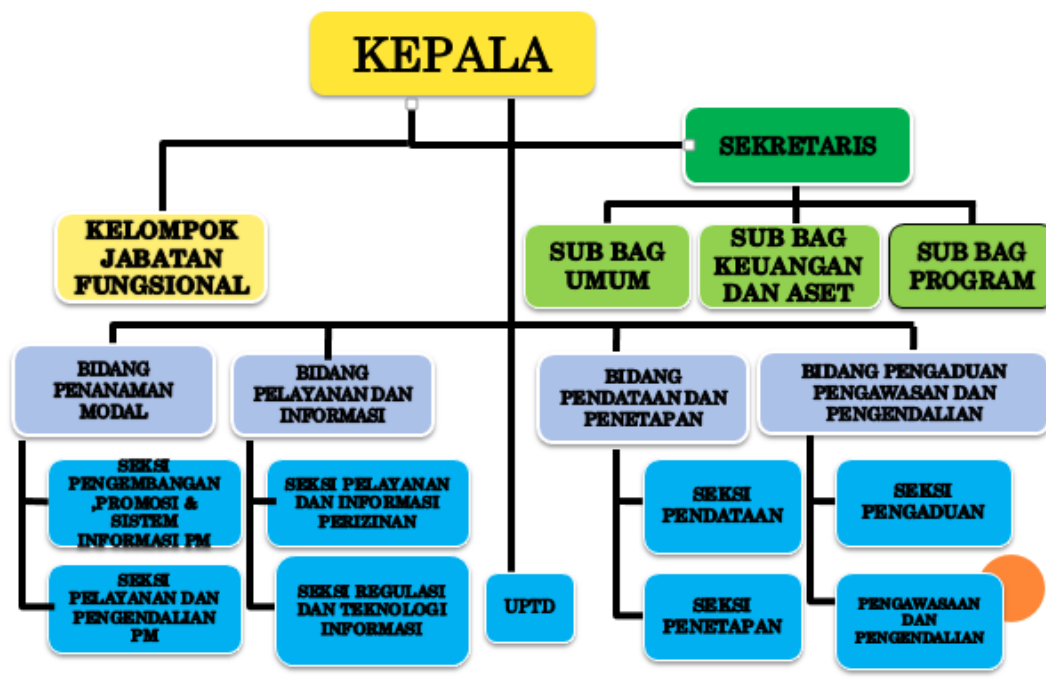 KEPALA
SEKRETARIS
KELOMPOK
JABATAN
FUNGSIONAL
SUB BAG
UMUM
SUB BAG
KEUANGAN
DAN ASET
SUB BAG
PROGRAM
BIDANG
PENANAMAN
MODAL
BIDANG
PELAYANAN DAN
INFORMASI
BIDANG
PENDATAAN DAN
PENETAPAN
BIDANG PENGADUAN
PENGAWASAN DAN
PENGENDALIAN
SEKSI
PENGEMBANGAN
,PROMOSI &
SISTEM
INFORMASI PM
SEKSI PELAYANAN
DAN INFORMASI
PERIZINAN
SEKSI
PENDATAAN
SEKSI
PENGADUAN
SEKSI
PELAYANAN DAN
PENGENDALIAN
PM
SEKSI REGULASI
DAN TEKNOLOGI
INFORMASI
UPTD
SEKSI
PENETAPAN
PENGAWASAAN
DAN
PENGENDALIAN